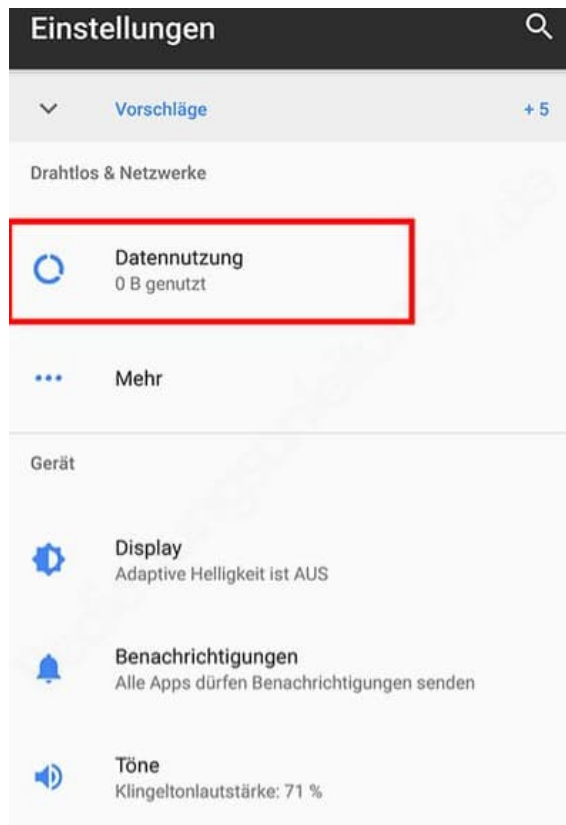 Einstellungen
Vorschläge + 5
Drahtlos & Netzwerke
Datennutzung
0 B genutzt
Mehr
Gerät
Display
Adaptive Helligkeit ist AUS
Benachrichtigungen
Alle Apps dürfen Benachrichtigungen senden
Töne
Klingeltonlautstärke: 71 %